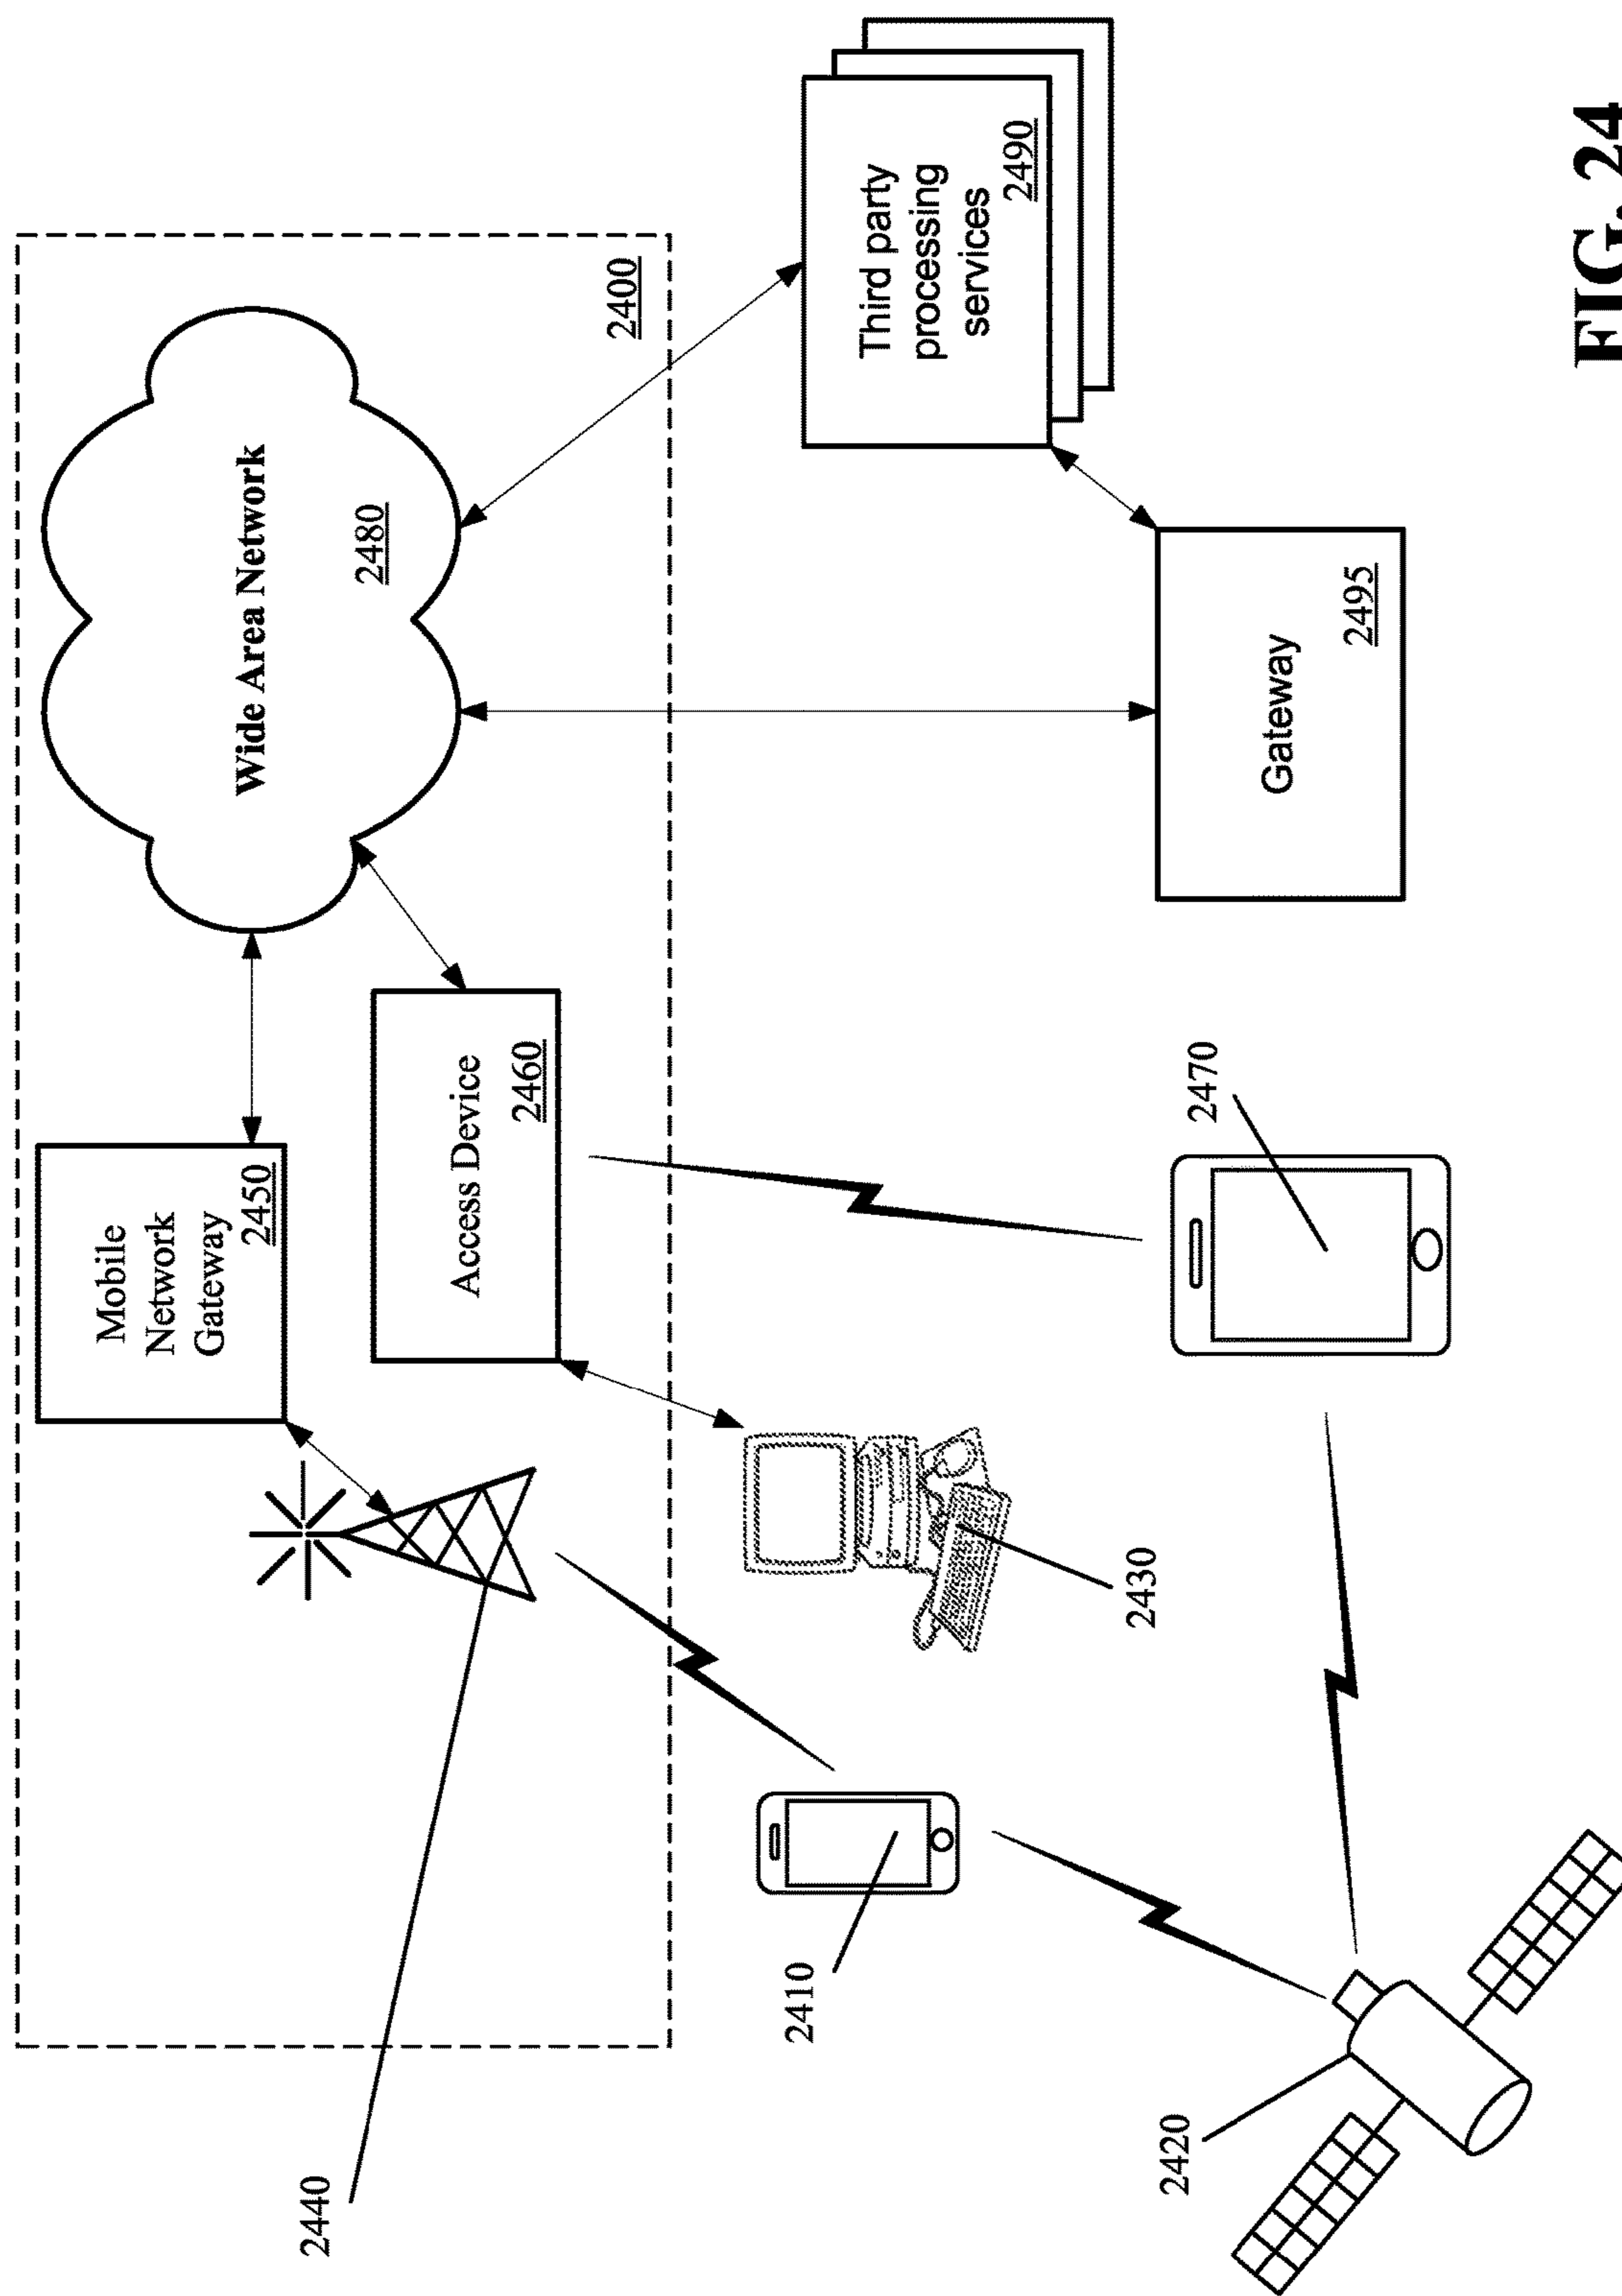 Mobile
Network
Gateway
2450
Wide Area Network
2480
Access Device
2460
2400
2440
2410
2430
2420
2470
Third party
processing
services
2490
Gateway
2495
FIG. 24